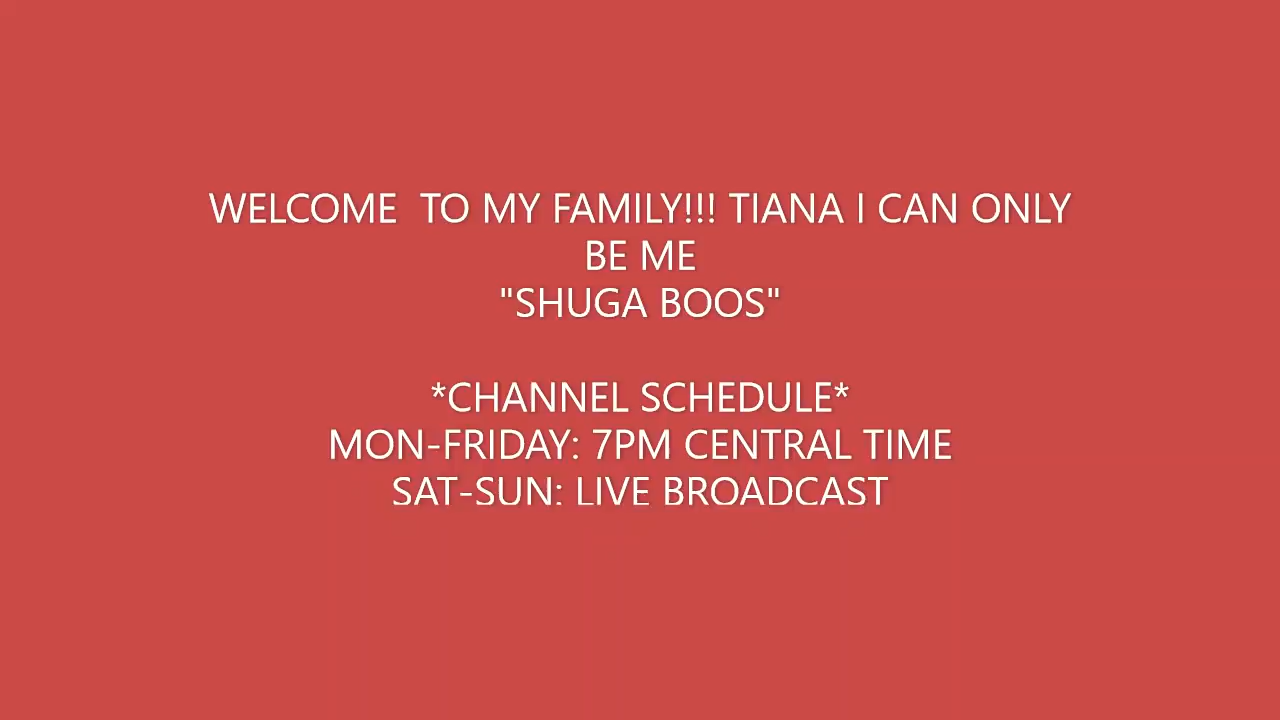 WELCOME  TO MY FAMILY!!! TIANA I CAN ONLY
BE ME
"SHUGA BOOS"
*CHANNEL SCHEDULE*
MON-FRIDAY: 7PM CENTRAL TIME
SAT-SUN: LIVE BROADCAST